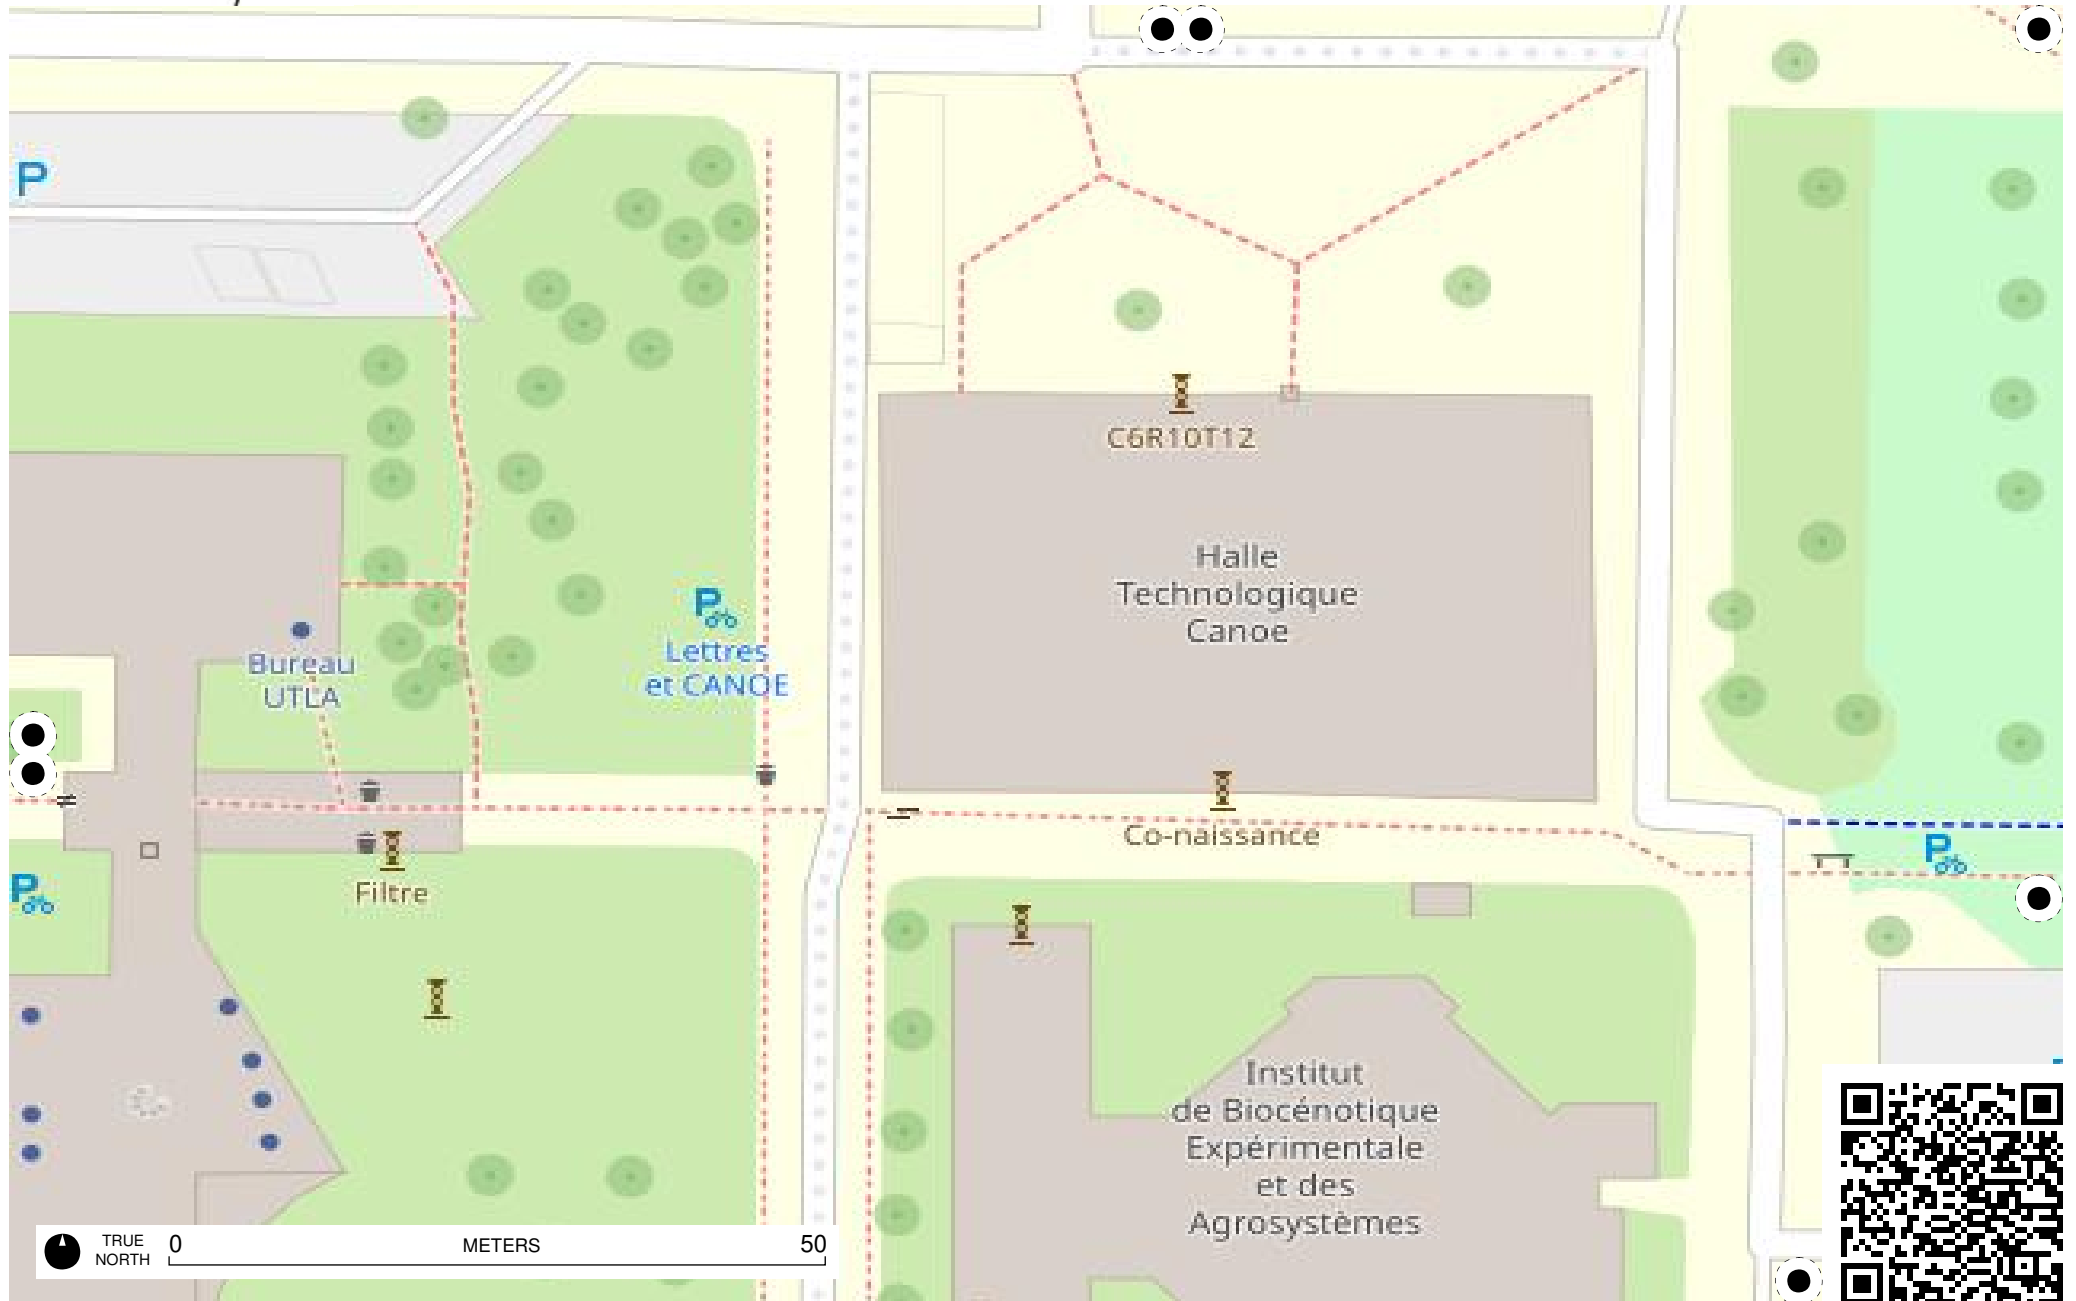 P
C6R10T12
Halle
Technologique
Canoe
P
Lettres
et CANOE
Bureau
UTLA
Co-naissance
P
Filtre
P
Institut
de Biocénotique
Expérimentale
et des
Agrosystèmes
TRUE
NORTH
0
METERS
50